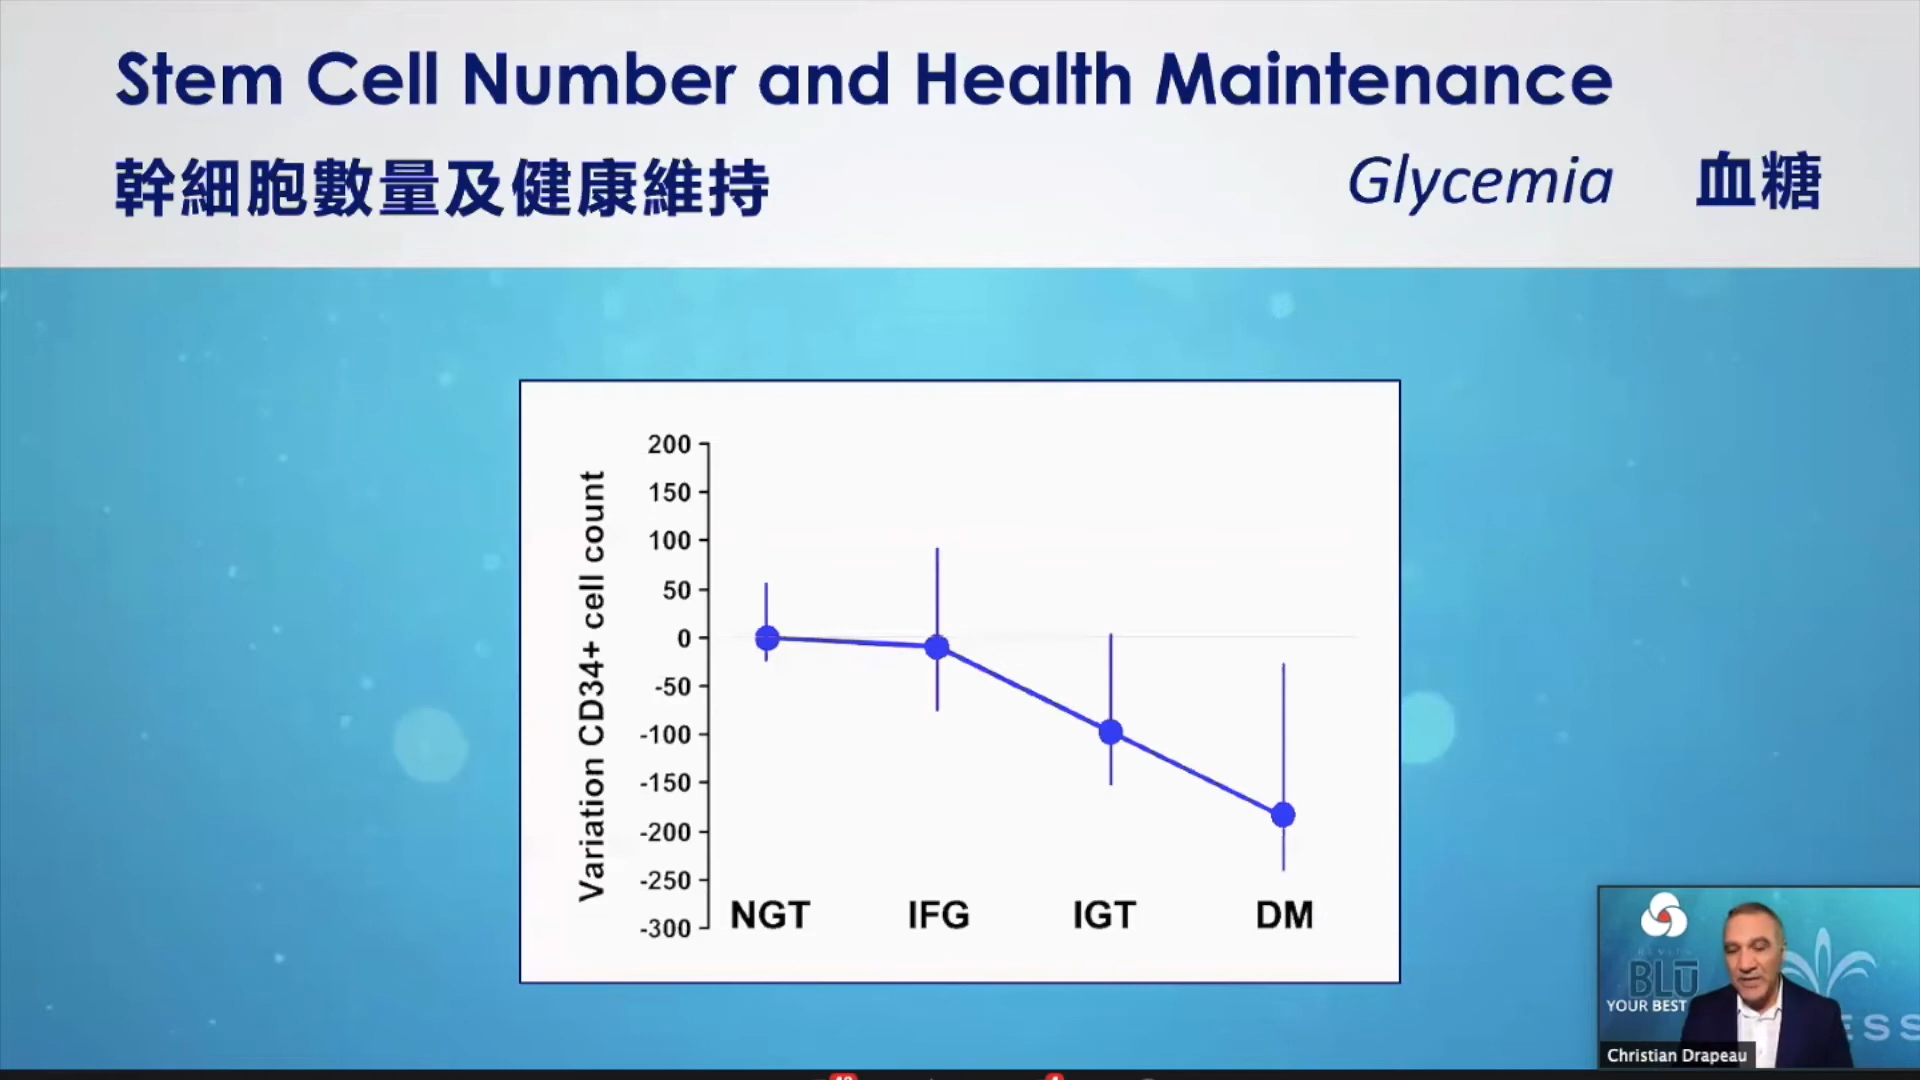 Stem Cell Number and Health Maintenance
幹細胞數量及健康維持
Glycemia 血糖
Variation CD34+ cell count
200
150
100
50
0
-50
-100
-150
-200
-250
-300
NGT IFG IGT DM
BLŪ
YOUR BEST
ESS
Christian Drapeau